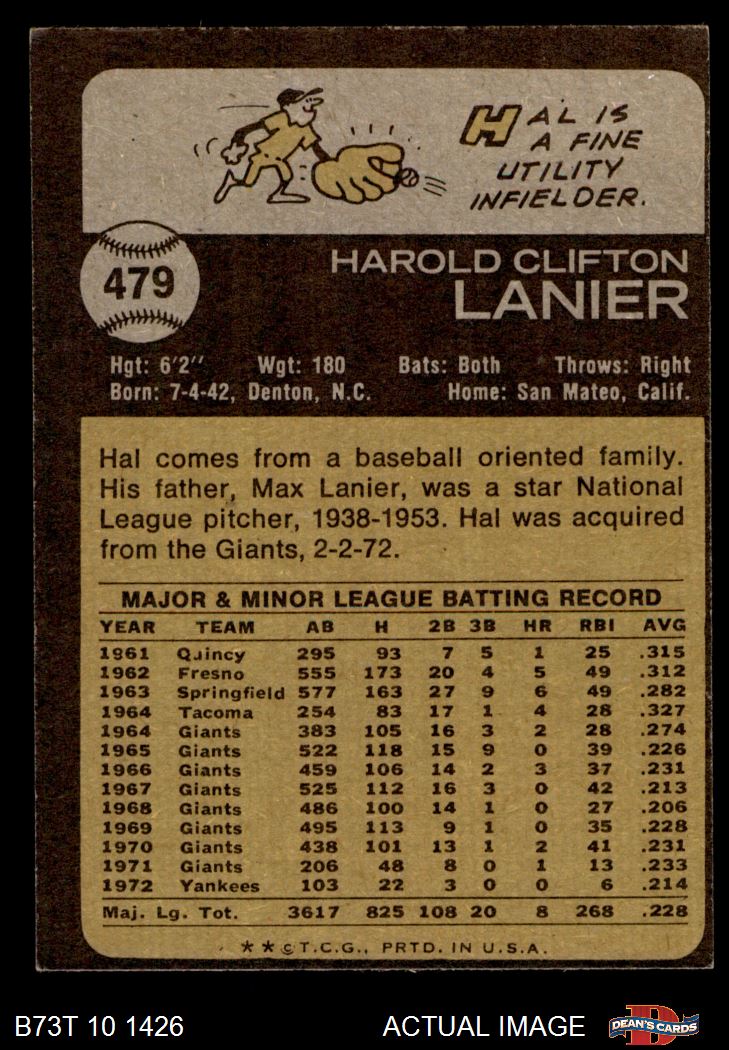 HAL IS
A FINE
UTILITY
INFIELDER.
479
HAROLD CLIFTON
LANIER
Hgt: 6'2" Wgt: 180 Bats: Both Throws: Right
Born: 7-4-42, Denton, N.C. Home: San Mateo, Calif.
Hal comes from a baseball oriented family.
His father, Max Lanier, was a star National
League pitcher, 1938-1953. Hal was acquired
from the Giants, 2-2-72.
MAJOR & MINOR LEAGUE BATTING RECORD
YEAR TEAM AB H 2B 3B HR RBI AVG
1961 Quincy 295 93 7 5 1 25 .315
1962 Fresno 555 173 20 4 5 49 .312
1963 Springfield 577 163 27 9 6 49 .282
1964 Tacoma 254 83 17 1 4 28 .327
1964 Giants 383 105 16 3 2 28 .274
1965 Giants 522 118 15 9 0 39 .226
1966 Giants 459 106 14 2 3 37 .231
1967 Giants 525 112 16 3 0 42 .213
1968 Giants 486 100 14 1 0 27 .206
1969 Giants 495 113 9 1 0 35 .228
1970 Giants 438 101 13 1 2 41 .231
1971 Giants 206 48 8 0 1 13 .233
1972 Yankees 103 22 3 0 0 6 .214
Maj. Lg. Tot. 3617 825 108 20 8 268 .228
**©T.C.G., PRTD. IN U.S.A.
B73T 10 1426 ACTUAL IMAGE DEAN'S CARDS